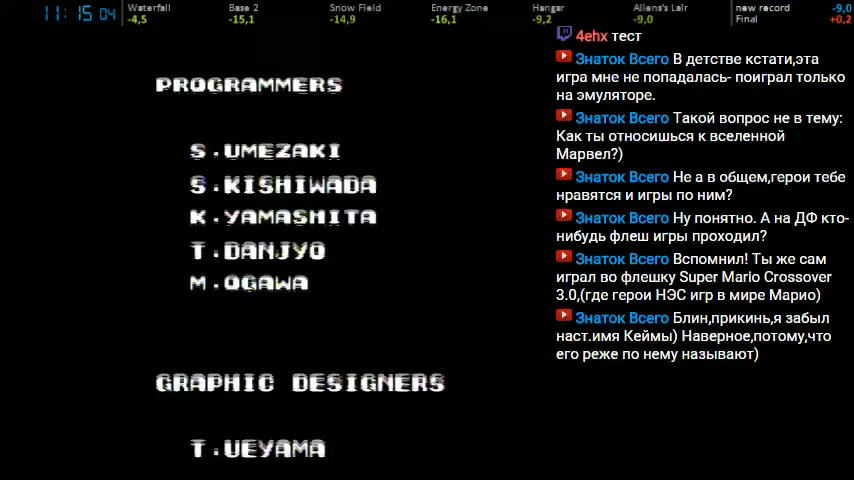 11:15 04
Waterfall
-4,5
Base 2
-15,1
Snow Field
-14,9
Energy Zone
-16,1
Hangar
-9,2
Aliens's Lair
-9,0
new record -9,0
Final +0,2
PROGRAMMERS
S.UMEZAKI
S.KISHIWADA
K.YAMASHITA
T.DANJYO
M.OGAWA
GRAPHIC DESIGNERS
T.UEYAMA
4ehx тест
Знаток Всего В детстве кстати,эта
игра мне не попадалась- поиграл только
на эмуляторе.
Знаток Всего Такой вопрос не в тему:
Как ты относишься к вселенной
Марвел?)
Знаток Всего Не а в общем,герои тебе
нравятся и игры по ним?
Знаток Всего Ну понятно. А на ДФ кто-
нибудь флеш игры проходил?
Знаток Всего Вспомнил! Ты же сам
играл во флешку Super Mario Crossover
3.0,(где герои НЭС игр в мире Марио)
Знаток Всего Блин,прикинь,я забыл
наст.имя Кеймы) Наверное,потому,что
его реже по нему называют)